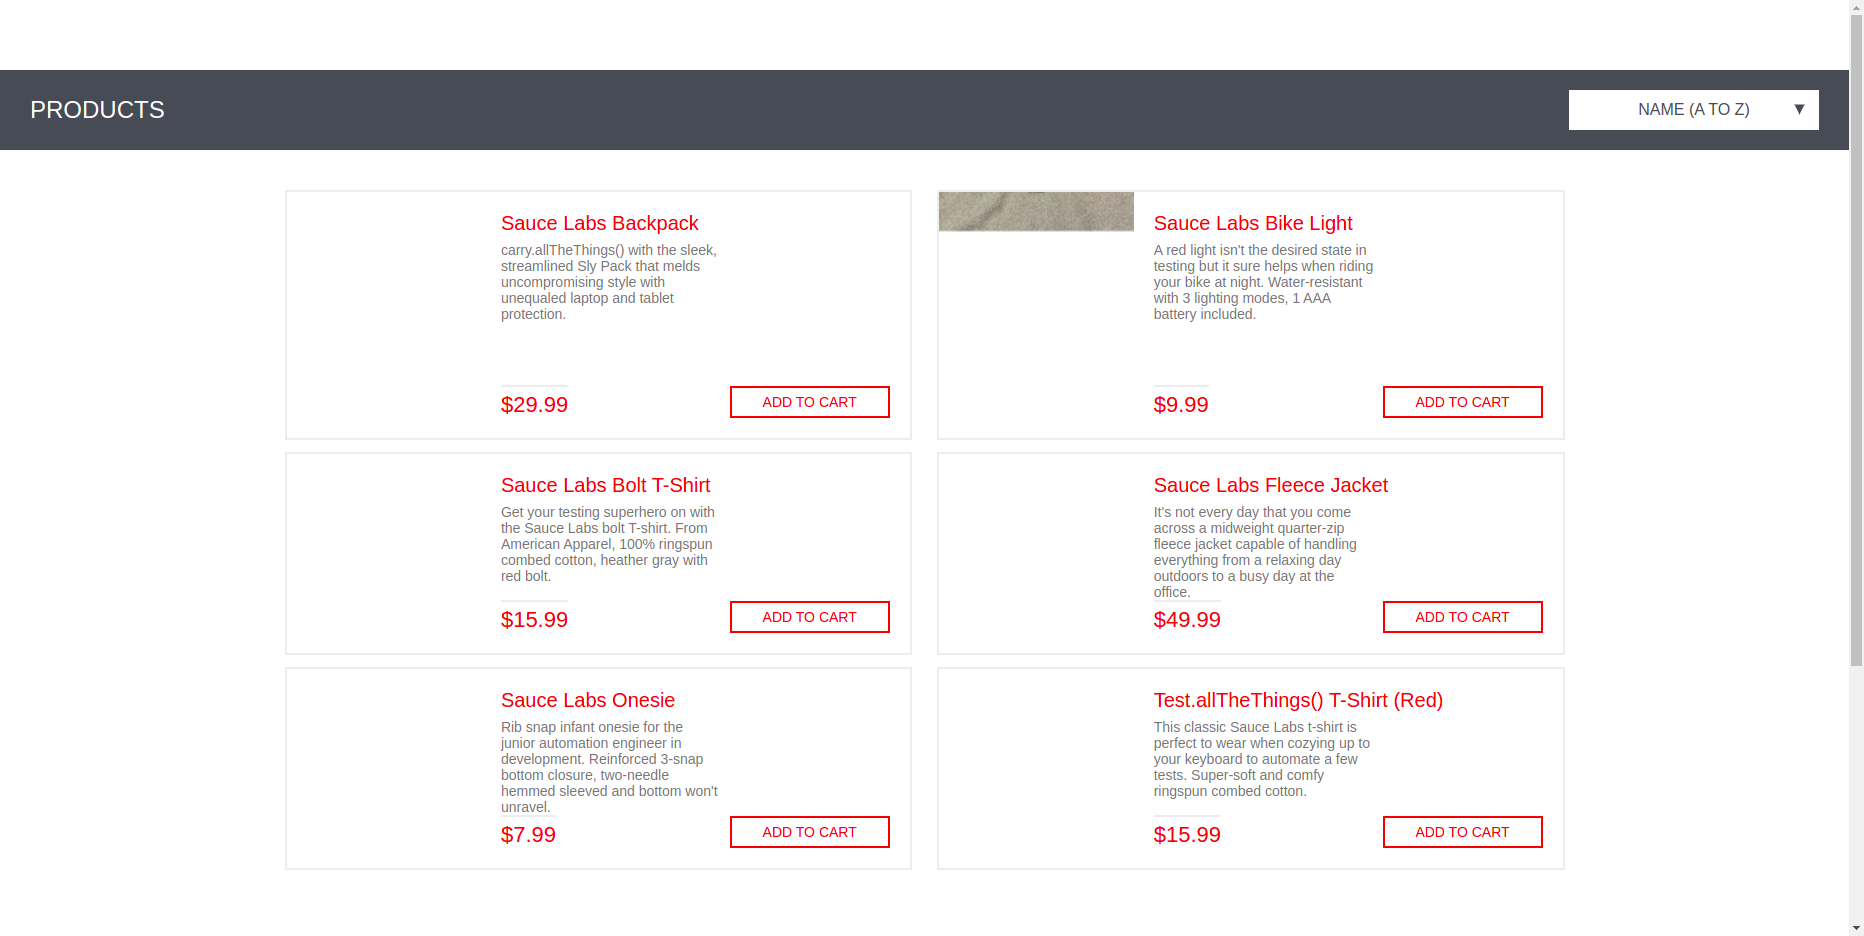 PRODUCTS
NAME (A TO Z)
Sauce Labs Backpack
carry.allTheThings() with the sleek,
streamlined Sly Pack that melds
uncompromising style with
unequaled laptop and tablet
protection.
$29.99
ADD TO CART
Sauce Labs Bike Light
A red light isn't the desired state in
testing but it sure helps when riding
your bike at night. Water-resistant
with 3 lighting modes, 1 AAA
battery included.
$9.99
ADD TO CART
Sauce Labs Bolt T-Shirt
Get your testing superhero on with
the Sauce Labs bolt T-shirt. From
American Apparel, 100% ringspun
combed cotton, heather gray with
red bolt.
$15.99
ADD TO CART
Sauce Labs Fleece Jacket
It's not every day that you come
across a midweight quarter-zip
fleece jacket capable of handling
everything from a relaxing day
outdoors to a busy day at the
office.
$49.99
ADD TO CART
Sauce Labs Onesie
Rib snap infant onesie for the
junior automation engineer in
development. Reinforced 3-snap
bottom closure, two-needle
hemmed sleeved and bottom won't
unravel.
$7.99
ADD TO CART
Test.allTheThings() T-Shirt (Red)
This classic Sauce Labs t-shirt is
perfect to wear when cozying up to
your keyboard to automate a few
tests. Super-soft and comfy
ringspun combed cotton.
$15.99
ADD TO CART